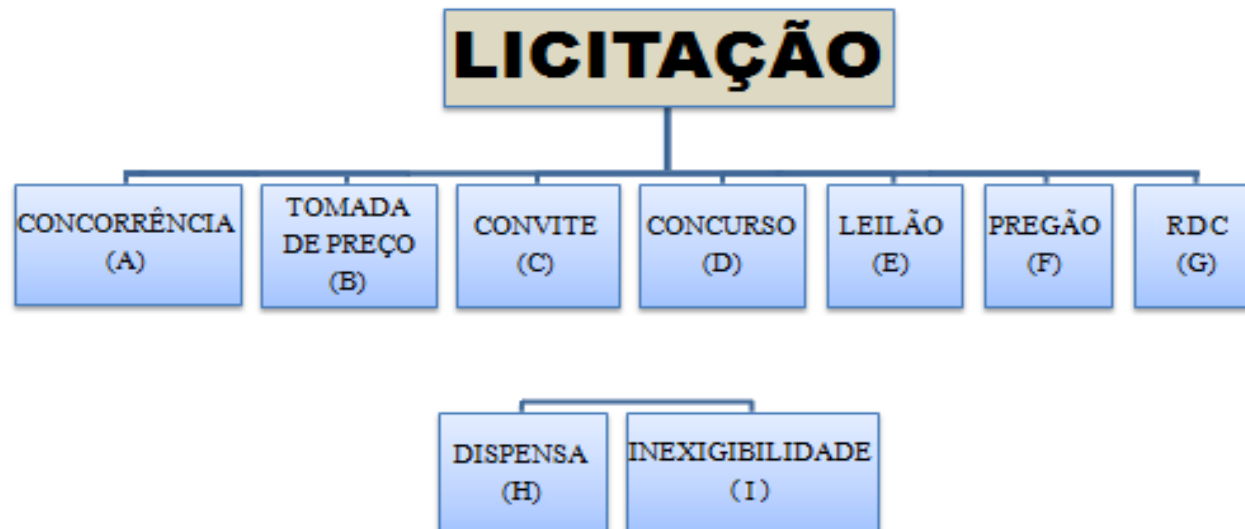 LICITAÇÃO
CONCORRÊNCIA
(A)
TOMADA
DE PREÇO
(B)
CONVITE
(C)
CONCURSO
(D)
LEILÃO
(E)
PREGÃO
(F)
RDC
(G)
DISPENSA
(H)
INEXIGIBILIDADE
(I)